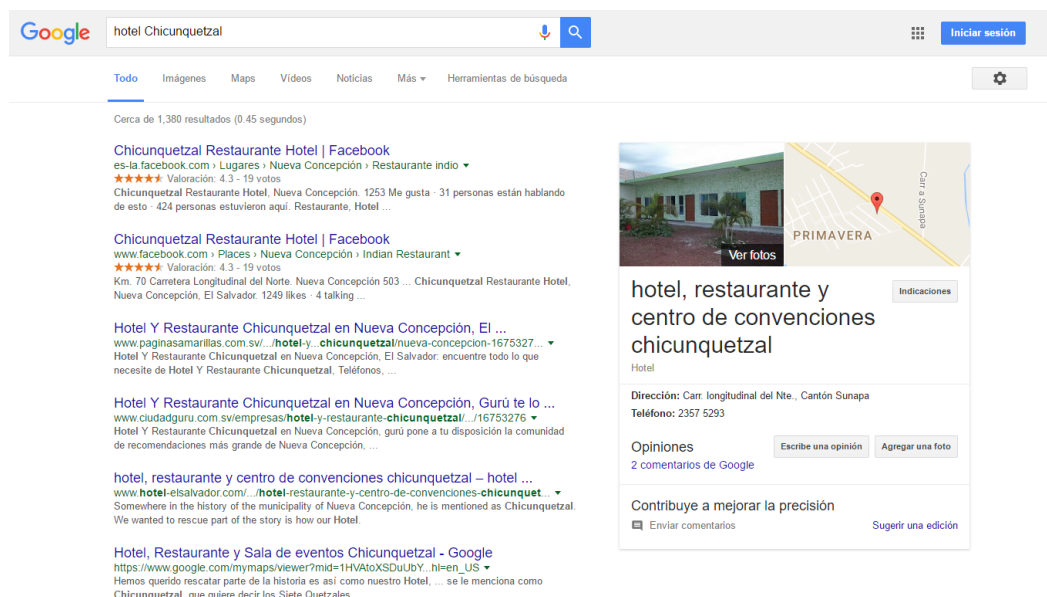 Google
hotel Chicunquetzal
Iniciar sesión
Todo Imágenes Maps Vídeos Noticias Más Herramientas de búsqueda
Cerca de 1,380 resultados (0.45 segundos)
Chicunquetzal Restaurante Hotel | Facebook
es-la.facebook.com › Lugares › Nueva Concepción › Restaurante indio
Valoración: 4.3 - 19 votos
Chicunquetzal Restaurante Hotel, Nueva Concepción. 1253 Me gusta · 31 personas están hablando
de esto · 424 personas estuvieron aquí. Restaurante, Hotel ...
Chicunquetzal Restaurante Hotel | Facebook
www.facebook.com › Places › Nueva Concepción › Indian Restaurant
Valoración: 4.3 - 19 votos
Km. 70 Carretera Longitudinal del Norte. Nueva Concepción 503 ... Chicunquetzal Restaurante Hotel,
Nueva Concepción, El Salvador. 1249 likes · 4 talking ...
Hotel Y Restaurante Chicunquetzal en Nueva Concepción, El ...
www.paginasamarillas.com.sv/.../hotel-y...chicunquetzal/nueva-concepcion-1675327...
Hotel Y Restaurante Chicunquetzal en Nueva Concepción, El Salvador: encuentre todo lo que
necesite de Hotel Y Restaurante Chicunquetzal, Teléfonos, ...
Hotel Y Restaurante Chicunquetzal en Nueva Concepción, Gurú te lo ...
www.ciudadguru.com.sv/empresas/hotel-y-restaurante-chicunquetzal/.../16753276
Hotel Y Restaurante Chicunquetzal en Nueva Concepción, gurú pone a tu disposición la comunidad
de recomendaciones más grande de Nueva Concepción, ...
hotel, restaurante y centro de convenciones chicunquetzal – hotel ...
www.hotel-elsalvador.com/.../hotel-restaurante-y-centro-de-convenciones-chicunquet...
Somewhere in the history of the municipality of Nueva Concepción, he is mentioned as Chicunquetzal.
We wanted to rescue part of the story is how our Hotel.
Hotel, Restaurante y Sala de eventos Chicunquetzal - Google
https://www.google.com/mymaps/viewer?mid=1HVAtoXSDuUbY...hl=en_US
Hemos querido rescatar parte de la historia es así como nuestro Hotel, ... se le menciona como
Chicunquetzal, que quiere decir los Siete Quetzales
Ver fotos
PRIMAVERA
Carr a Sunapa
hotel, restaurante y
centro de convenciones
chicunquetzal
Indicaciones
Hotel
Dirección: Carr. longitudinal del Nte., Cantón Sunapa
Teléfono: 2357 5293
Opiniones
Escribe una opinión
Agregar una foto
2 comentarios de Google
Contribuye a mejorar la precisión
Enviar comentarios
Sugerir una edición